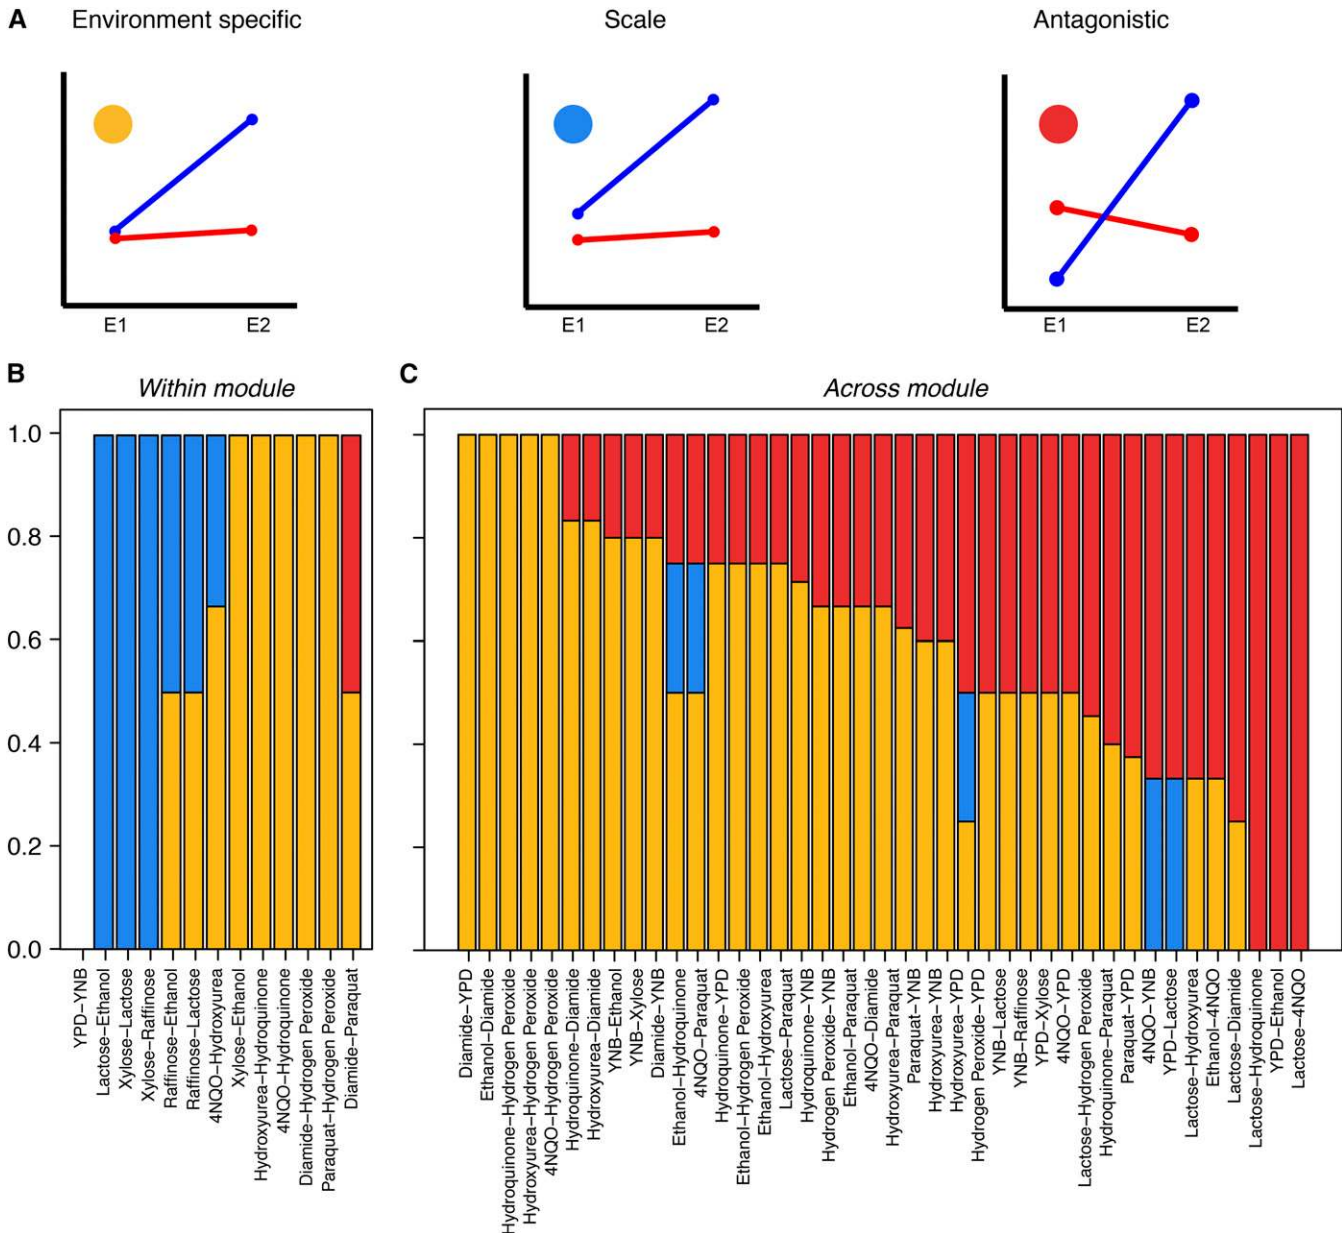 A
Environment specific
Scale
Antagonistic
E1
E2
E1
E2
E1
E2
B
Within module
C
Across module
1.0
0.8
0.6
0.4
0.2
0.0
YPD–YNB
Lactose–Ethanol
Xylose–Lactose
Xylose–Raffinose
Raffinose–Ethanol
Raffinose–Lactose
4NQO–Hydroxyurea
Xylose–Ethanol
Hydroxyurea–Hydroquinone
4NQO–Hydroquinone
Diamide–Hydrogen Peroxide
Paraquat–Hydrogen Peroxide
Diamide–Paraquat
Diamide–YPD
Ethanol–Diamide
Hydroquinone–Hydrogen Peroxide
Hydroxyurea–Hydrogen Peroxide
4NQO–Hydrogen Peroxide
Hydroquinone–Diamide
Hydroxyurea–Diamide
YNB–Ethanol
YNB–Xylose
Diamide–YNB
Ethanol–Hydroquinone
4NQO–Paraquat
Hydroquinone–YPD
Ethanol–Hydrogen Peroxide
Ethanol–Hydroxyurea
Lactose–Paraquat
Hydroquinone–YNB
Hydrogen Peroxide–YNB
Ethanol–Paraquat
4NQO–Diamide
Hydroxyurea–Paraquat
Paraquat–YNB
Hydroxyurea–YNB
Hydroxyurea–YPD
Hydrogen Peroxide–YPD
YNB–Lactose
YNB–Raffinose
YPD–Xylose
4NQO–YPD
Lactose–Hydrogen Peroxide
Hydroquinone–Paraquat
Paraquat–YPD
4NQO–YNB
YPD–Lactose
Lactose–Hydroxyurea
Ethanol–4NQO
Lactose–Diamide
Lactose–Hydroquinone
YPD–Ethanol
Lactose–4NQO